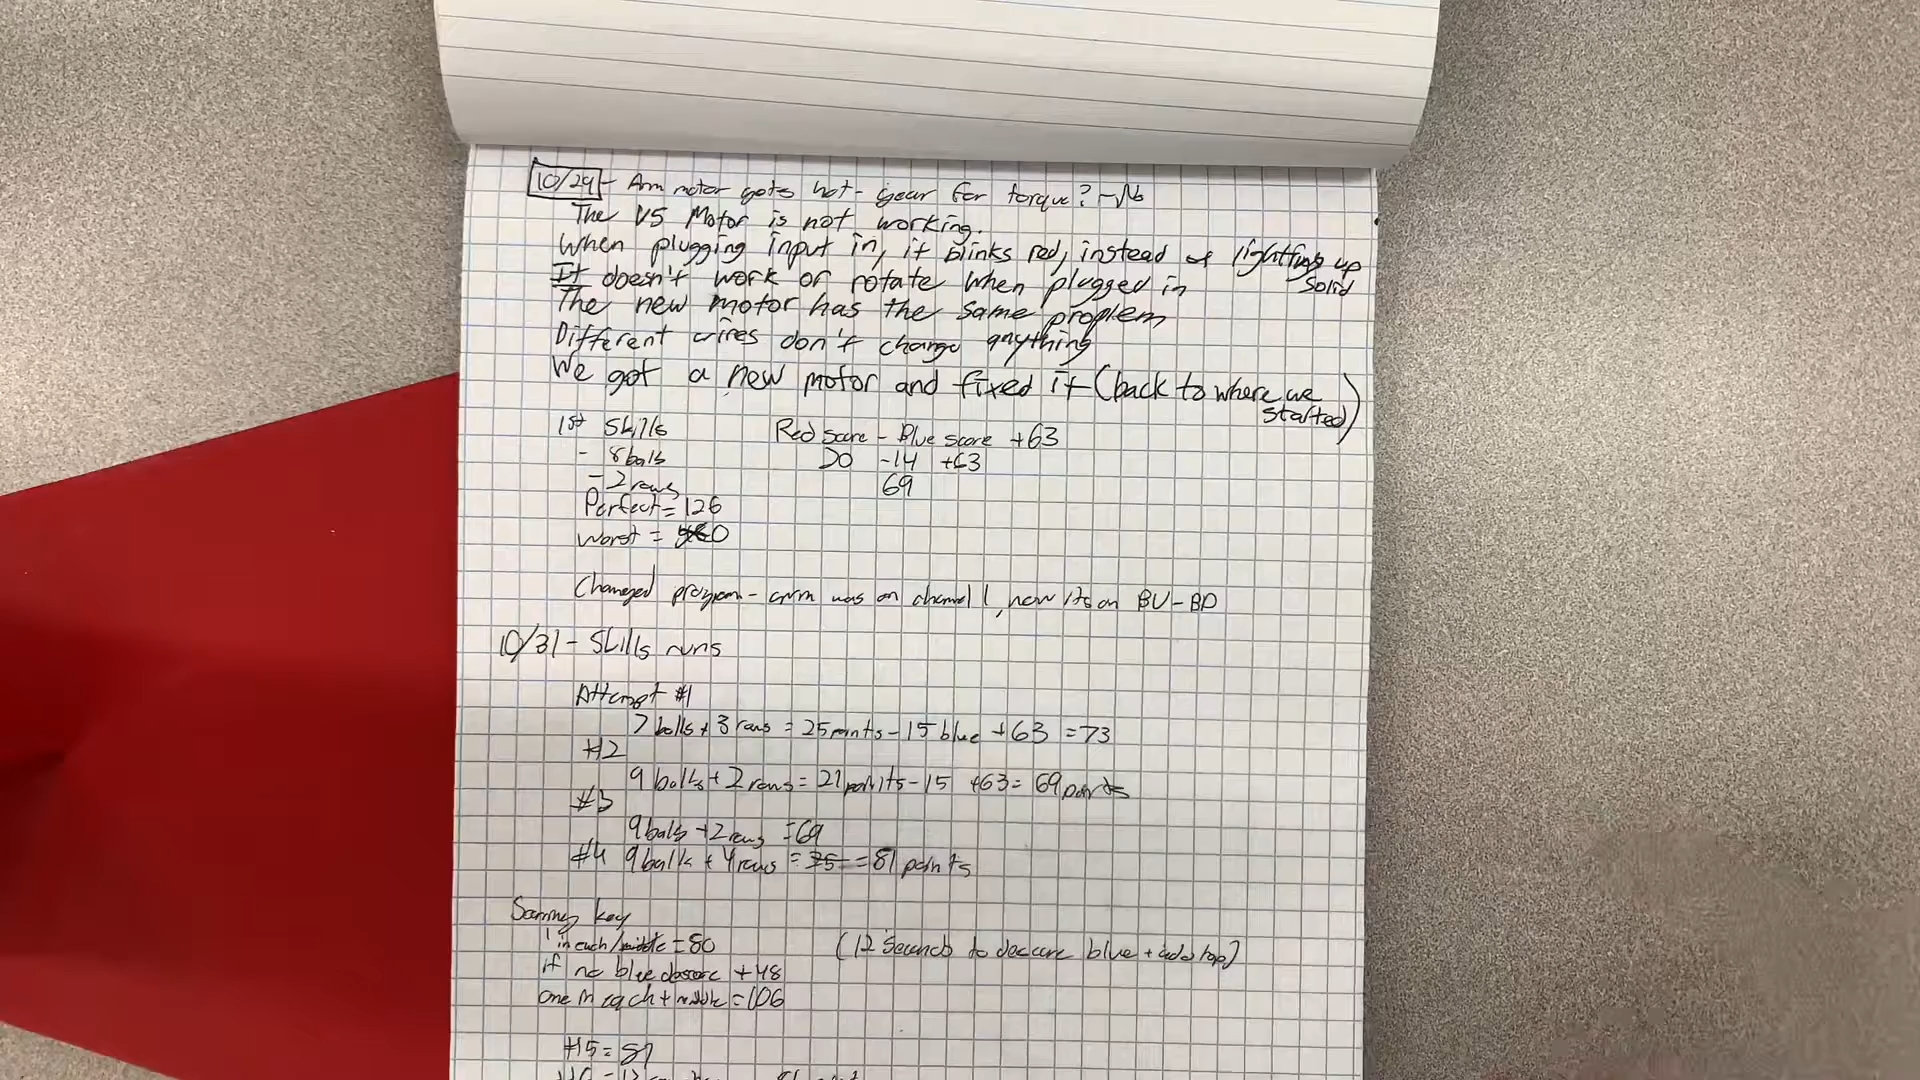 10/29 - Arm motor gets hot - gear for torque? - No
The V5 Motor is not working.
When plugging input in, it blinks red, instead of lighting up solid
It doesn't work or rotate when plugged in
The new motor has the same problem
Different wires don't change anything
We got a new motor and fixed it (back to where we started)
1st Skills
- 8 balls
- 2 rows
Perfect = 126
Worst = 0
Red score - Blue score +63
20 -14 +63
69
Changed program - arm was on channel 1, now its on BU-BD
10/31 - Skills runs
Attempt #1
7 balls + 3 rows = 25 points - 15 blue +63 = 73
#2
9 balls + 2 rows = 21 points - 15 +63 = 69 points
#3
9 balls + 2 rows = 69
#4 9 balls + 4 rows = 81 points
key
1 in each/middle = 80
(12 seconds to descore blue + add top)
if no blue descore +48
one in each + middle = 106
#5 = 81